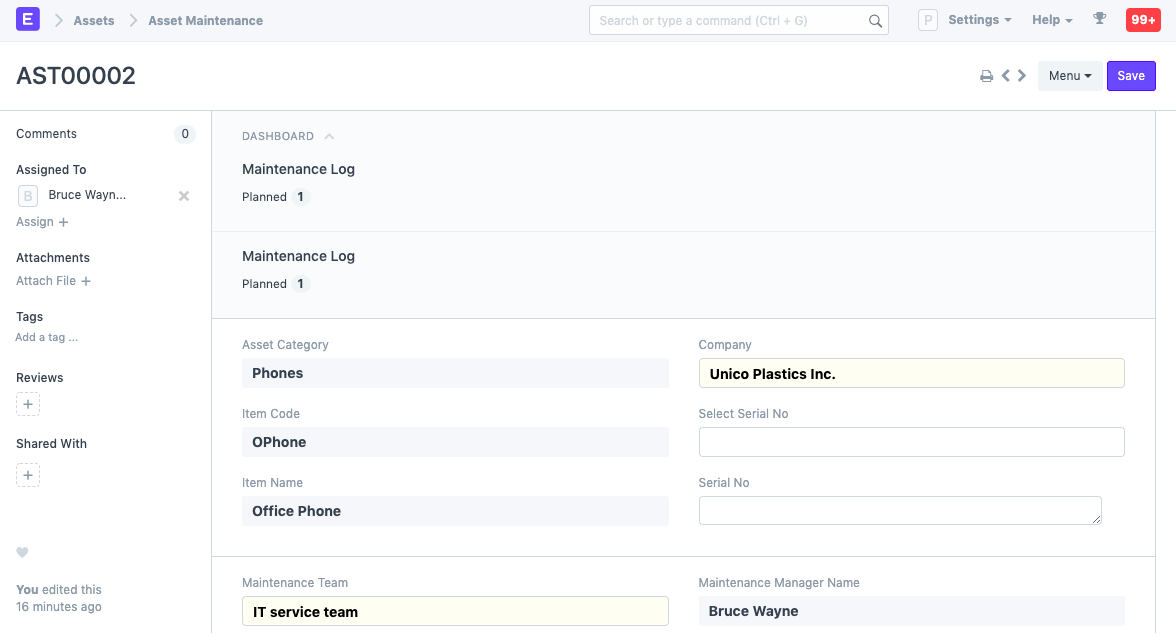 E Assets Asset Maintenance Search or type a command (Ctrl + G) P Settings Help 99+
AST00002 Menu Save
Comments 0
Assigned To
B Bruce Wayn...
Assign +
Attachments
Attach File +
Tags
Add a tag ...
Reviews
+
Shared With
+
You edited this
16 minutes ago
DASHBOARD
Maintenance Log
Planned 1
Maintenance Log
Planned 1
Asset Category
Phones
Company
Unico Plastics Inc.
Item Code
OPhone
Select Serial No
Item Name
Office Phone
Serial No
Maintenance Team
IT service team
Maintenance Manager Name
Bruce Wayne